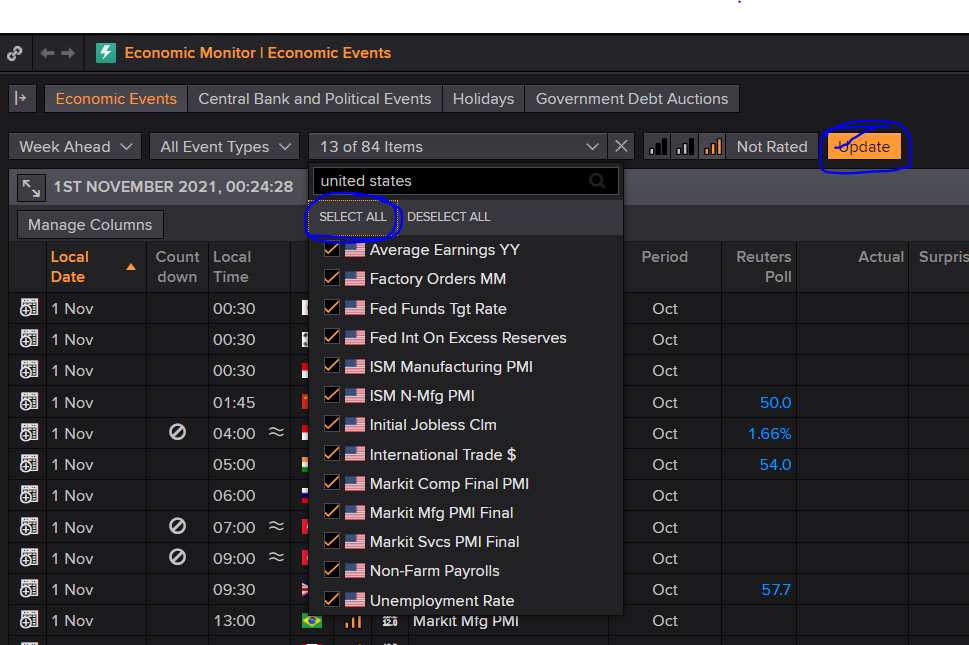 Economic Monitor | Economic Events
Economic Events Central Bank and Political Events Holidays Government Debt Auctions
Week Ahead All Event Types 13 of 84 Items Not Rated Update
united states
1ST NOVEMBER 2021, 00:24:28
SELECT ALL DESELECT ALL
Manage Columns
Local Date Count down Local Time Period Reuters Poll Actual Surpris
Average Earnings YY
Factory Orders MM
Fed Funds Tgt Rate
Fed Int On Excess Reserves
ISM Manufacturing PMI
ISM N-Mfg PMI
Initial Jobless Clm
International Trade $
Markit Comp Final PMI
Markit Mfg PMI Final
Markit Svcs PMI Final
Non-Farm Payrolls
Unemployment Rate
1 Nov 00:30 Oct
1 Nov 00:30 Oct
1 Nov 00:30 Oct
1 Nov 01:45 Oct 50.0
1 Nov 04:00 ≈ Oct 1.66%
1 Nov 05:00 Oct 54.0
1 Nov 06:00 Oct
1 Nov 07:00 ≈ Oct
1 Nov 09:00 ≈ Oct
1 Nov 09:30 Oct 57.7
1 Nov 13:00 Markit Mfg PMI Oct